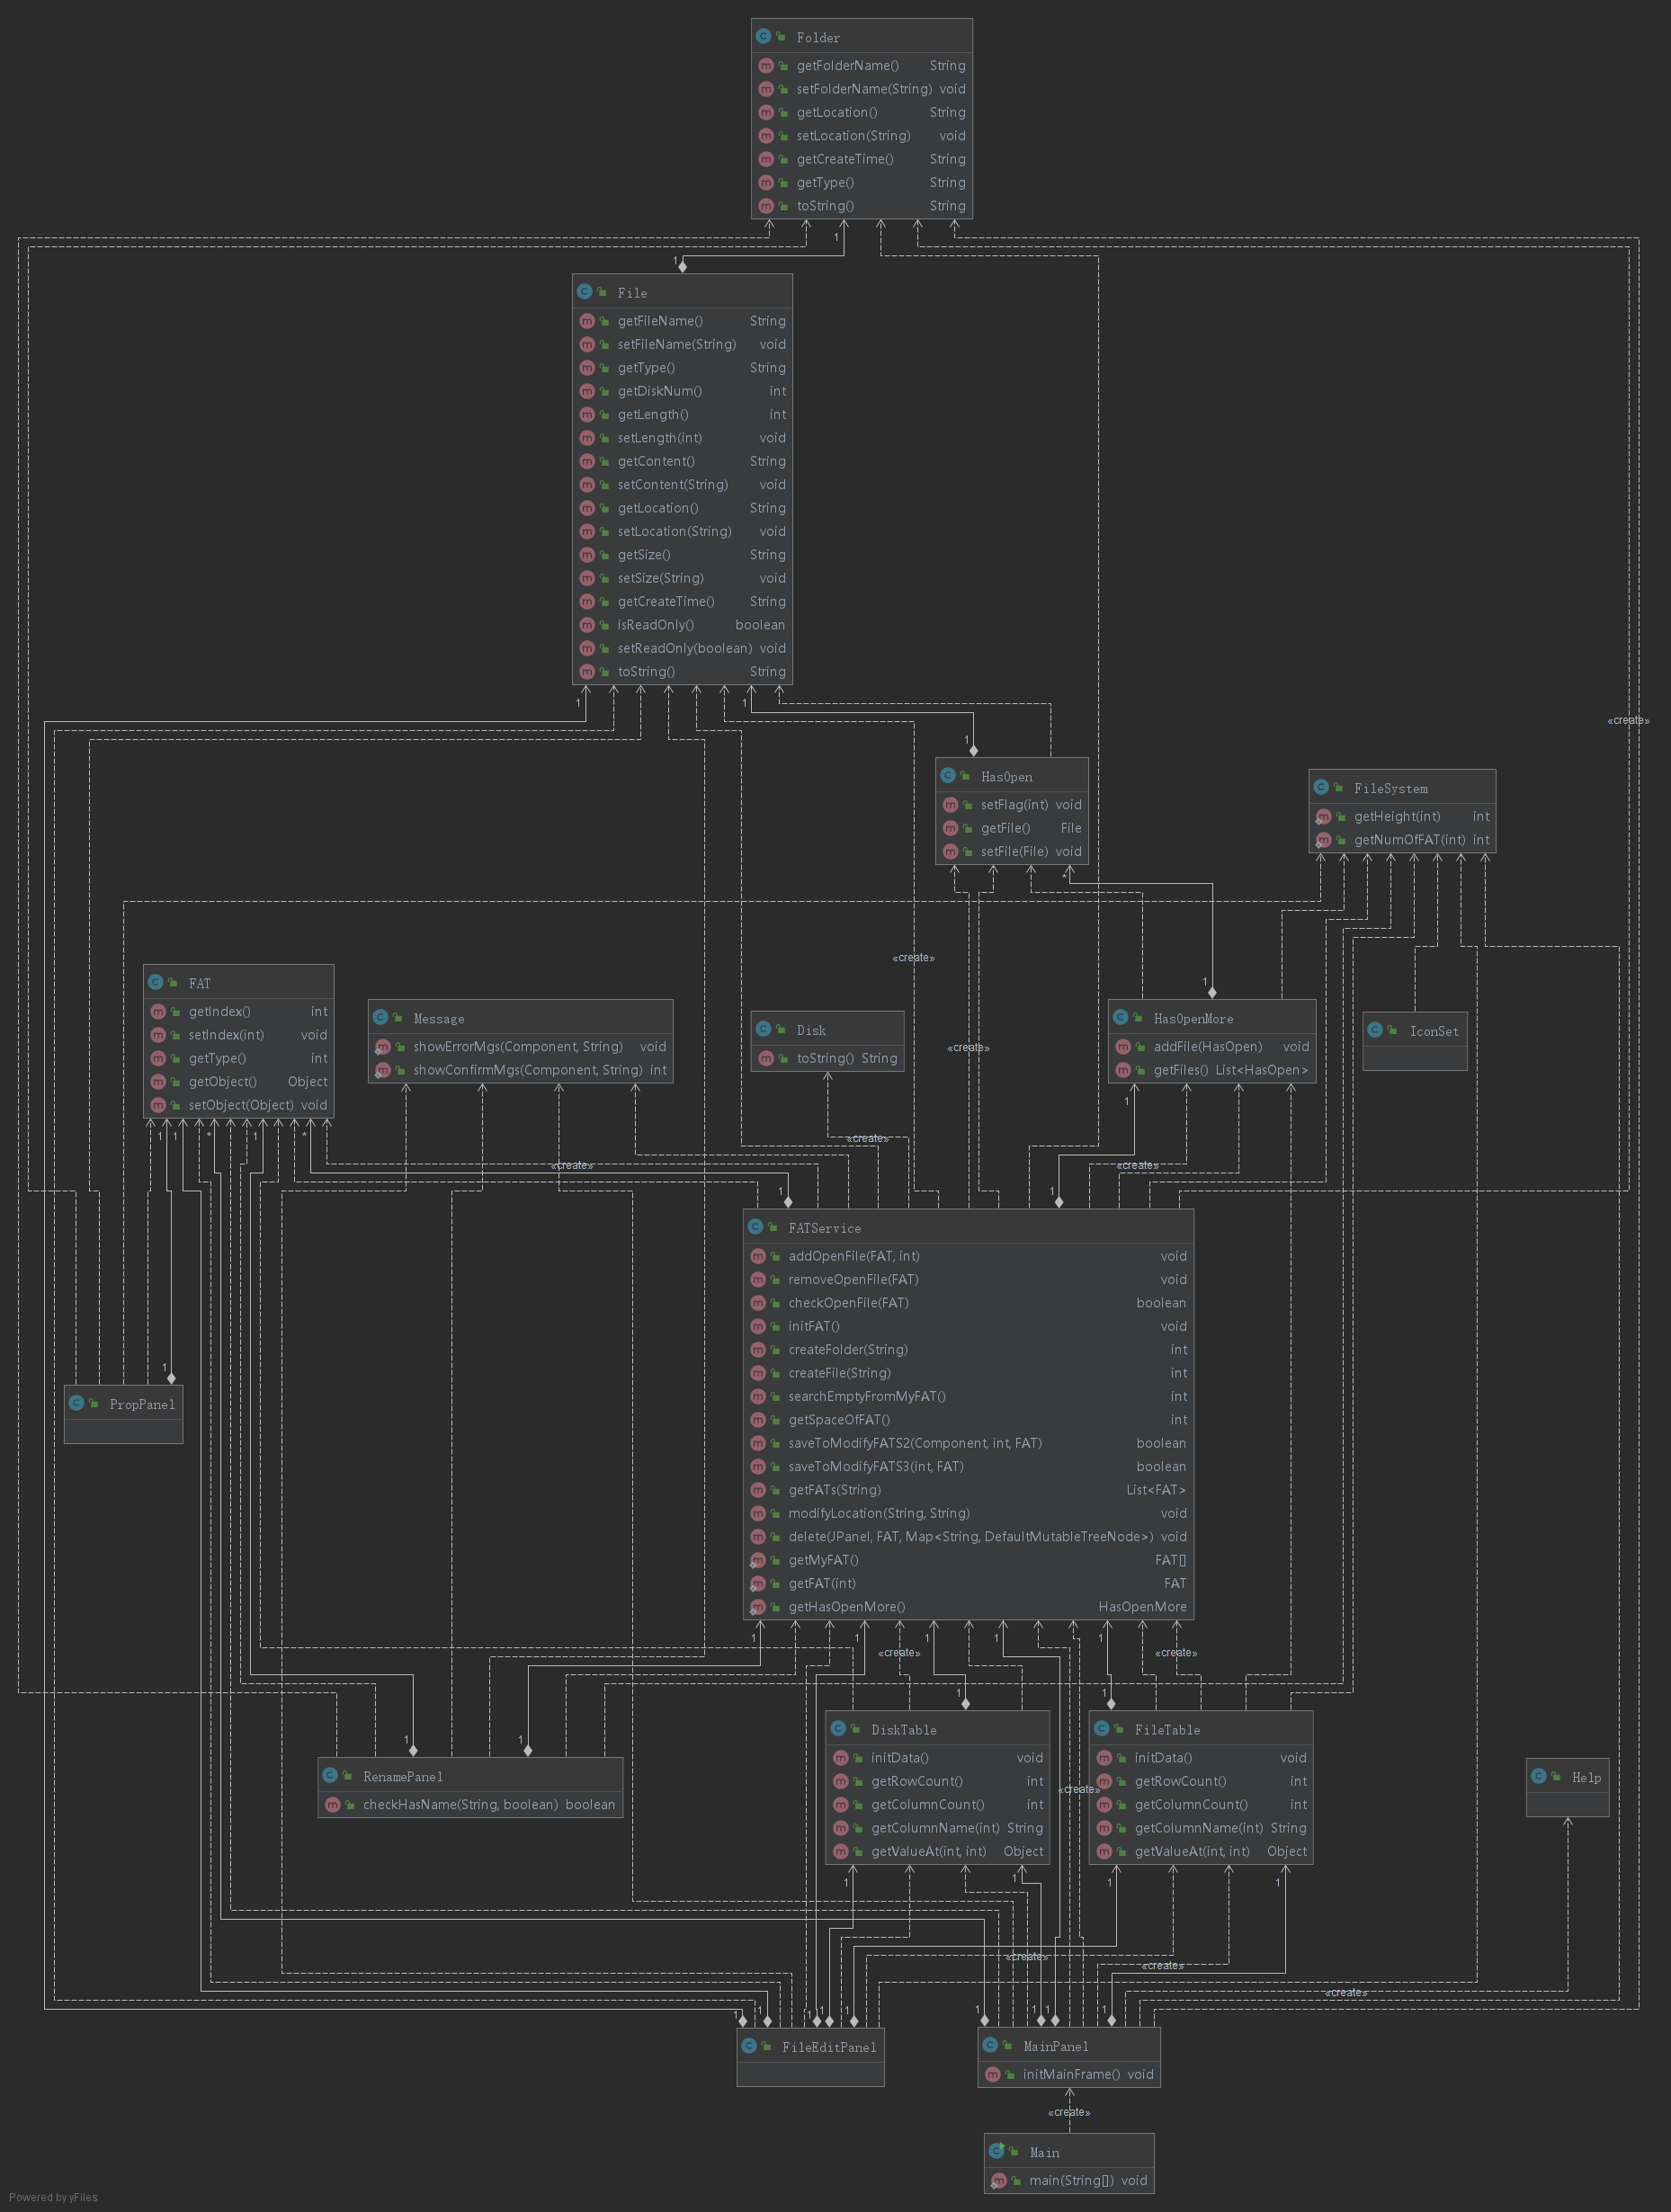 Folder
getFolderName() String
setFolderName(String) void
getLocation() String
setLocation(String) void
getCreateTime() String
getType() String
toString() String
1
1
File
getFileName() String
setFileName(String) void
getType() String
getDiskNum() int
getLength() int
setLength(int) void
getContent() String
setContent(String) void
getLocation() String
setLocation(String) void
getSize() String
setSize(String) void
getCreateTime() String
isReadOnly() boolean
setReadOnly(boolean) void
toString() String
1 1
«create»
1
HasOpen
setFlag(int) void
getFile() File
setFile(File) void
FileSystem
getHeight(int) int
getNumOfFAT(int) int
*
«create»
FAT
getIndex() int
setIndex(int) void
getType() int
getObject() Object
setObject(Object) void
Message
showErrorMgs(Component, String) void
showConfirmMgs(Component, String) int
Disk
toString() String
«create»
1
HasOpenMore
addFile(HasOpen) void
getFiles() List<HasOpen>
IconSet
1
1 1 * 1 *
«create»
«create» «create»
1 1
FATService
addOpenFile(FAT, int) void
removeOpenFile(FAT) void
checkOpenFile(FAT) boolean
initFAT() void
createFolder(String) int
createFile(String) int
searchEmptyFromMyFAT() int
getSpaceOfFAT() int
saveToModifyFATS2(Component, int, FAT) boolean
saveToModifyFATS3(int, FAT) boolean
getFATs(String) List<FAT>
modifyLocation(String, String) void
delete(JPanel, FAT, Map<String, DefaultMutableTreeNode>) void
getMyFAT() FAT[]
getFAT(int) FAT
getHasOpenMore() HasOpenMore
1
PropPanel
1 1 1 1 1
«create» «create»
1 1
1 1
RenamePanel
checkHasName(String, boolean) boolean
DiskTable
initData() void
getRowCount() int
getColumnCount() int
getColumnName(int) String
getValueAt(int, int) Object
«create»
FileTable
initData() void
getRowCount() int
getColumnCount() int
getColumnName(int) String
getValueAt(int, int) Object
Help
1 1 1 1
«create»
«create»
«create»
1 1 1 1 1 1 1 1 1
FileEditPanel
MainPanel
initMainFrame() void
«create»
Main
main(String[]) void
Powered by yFiles